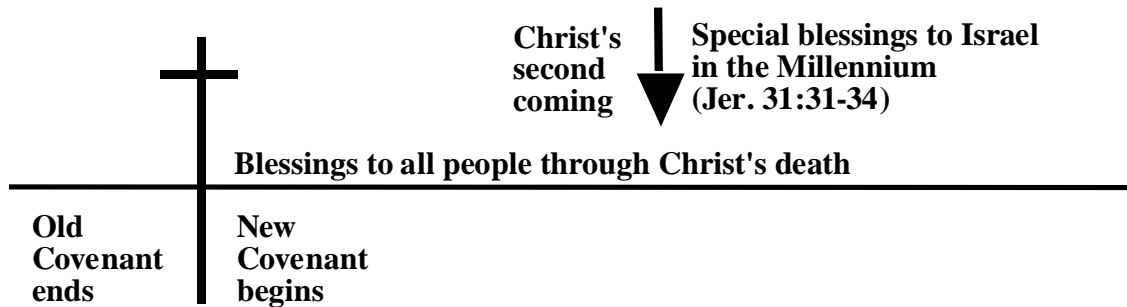 Christ's
second
coming
Special blessings to Israel
in the Millennium
(Jer. 31:31-34)
Blessings to all people through Christ's death
Old
Covenant
ends
New
Covenant
begins